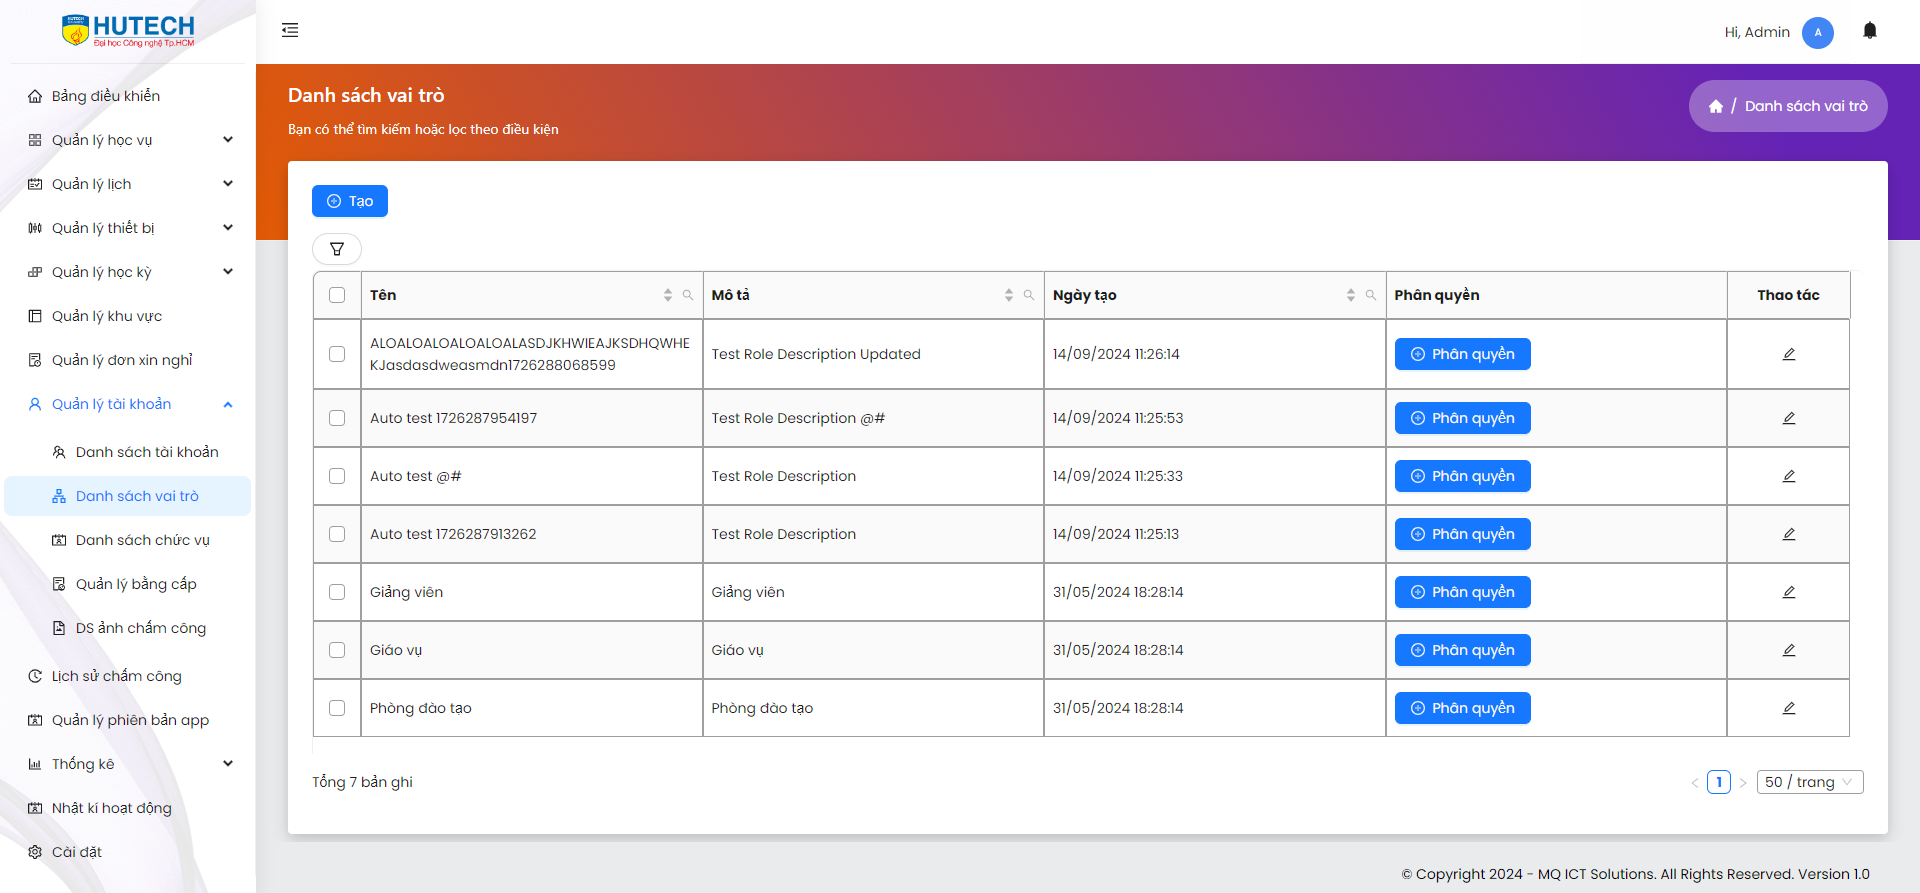 HUTECH
Đại học Công nghệ Tp.HCM
Hi, Admin
A
Bảng điều khiển
Quản lý học vụ
Quản lý lịch
Quản lý thiết bị
Quản lý học kỳ
Quản lý khu vực
Quản lý đơn xin nghỉ
Quản lý tài khoản
Danh sách tài khoản
Danh sách vai trò
Danh sách chức vụ
Quản lý bằng cấp
DS ảnh chấm công
Lịch sử chấm công
Quản lý phiên bản app
Thống kê
Nhật kí hoạt động
Cài đặt
Danh sách vai trò
Bạn có thể tìm kiếm hoặc lọc theo điều kiện
/ Danh sách vai trò
Tạo
Tên Mô tả Ngày tạo Phân quyền Thao tác
ALOALOALOALOALOALASDJKHWIEAJKSDHQWHE
KJasdasdweasmdn1726288068599 Test Role Description Updated 14/09/2024 11:26:14 Phân quyền
Auto test 1726287954197 Test Role Description @# 14/09/2024 11:25:53 Phân quyền
Auto test @# Test Role Description 14/09/2024 11:25:33 Phân quyền
Auto test 1726287913262 Test Role Description 14/09/2024 11:25:13 Phân quyền
Giảng viên Giảng viên 31/05/2024 18:28:14 Phân quyền
Giáo vụ Giáo vụ 31/05/2024 18:28:14 Phân quyền
Phòng đào tạo Phòng đào tạo 31/05/2024 18:28:14 Phân quyền
Tổng 7 bản ghi
< 1 > 50 / trang
© Copyright 2024 - MQ ICT Solutions. All Rights Reserved. Version 1.0